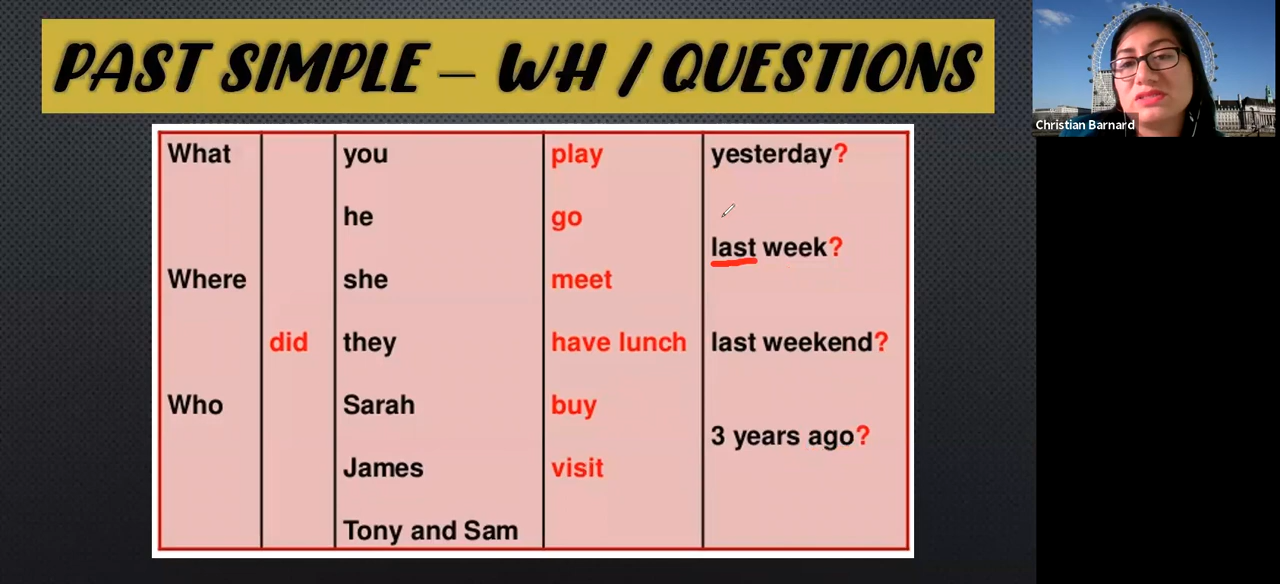 PAST SIMPLE – WH / QUESTIONS
Christian Barnard
What you play yesterday?
he go
last week?
Where she meet
did they have lunch last weekend?
Who Sarah buy
3 years ago?
James visit
Tony and Sam